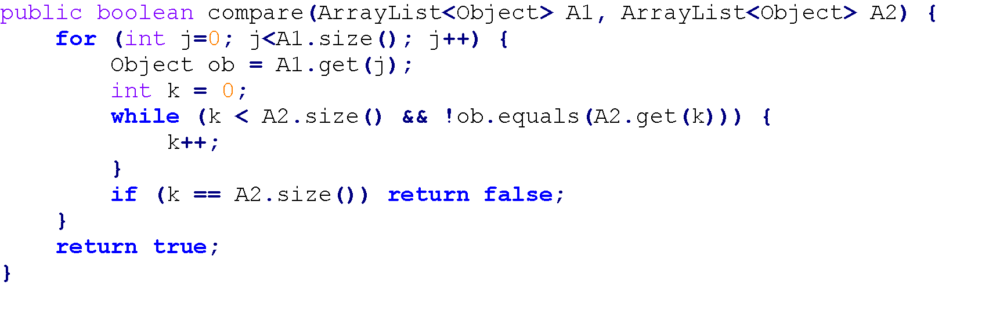 public boolean compare(ArrayList<Object> A1, ArrayList<Object> A2) {
    for (int j=0; j<A1.size(); j++) {
        Object ob = A1.get(j);
        int k = 0;
        while (k < A2.size() && !ob.equals(A2.get(k))) {
            k++;
        }
        if (k == A2.size()) return false;
    }
    return true;
}